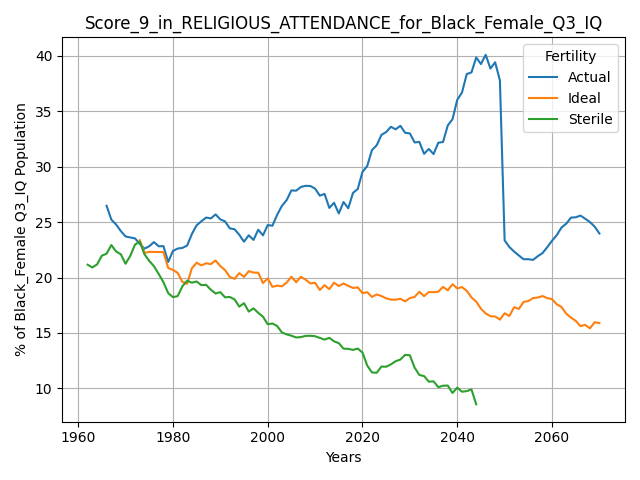 Score_9_in_RELIGIOUS_ATTENDANCE_for_Black_Female_Q3_IQ
Fertility
Actual
Ideal
Sterile
% of Black_Female Q3_IQ Population
40
35
30
25
20
15
10
1960
1980
2000
2020
2040
2060
Years